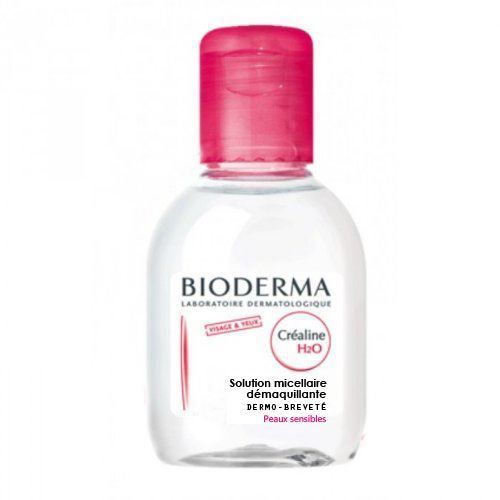 BIODERMA
LABORATOIRE DERMATOLOGIQUE
VISAGE & YEUX
Créaline
H2O
Solution micellaire
démaquillante
DERMO-BREVETÉ
Peaux sensibles